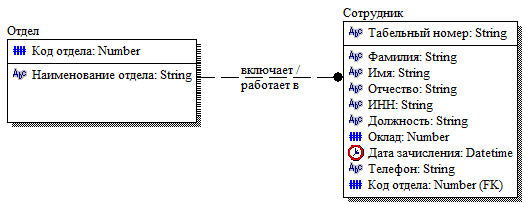 Отдел
Код отдела: Number
Наименование отдела: String
включает /
работает в
Сотрудник
Табельный номер: String
Фамилия: String
Имя: String
Отчество: String
ИНН: String
Должность: String
Оклад: Number
Дата зачисления: Datetime
Телефон: String
Код отдела: Number (FK)